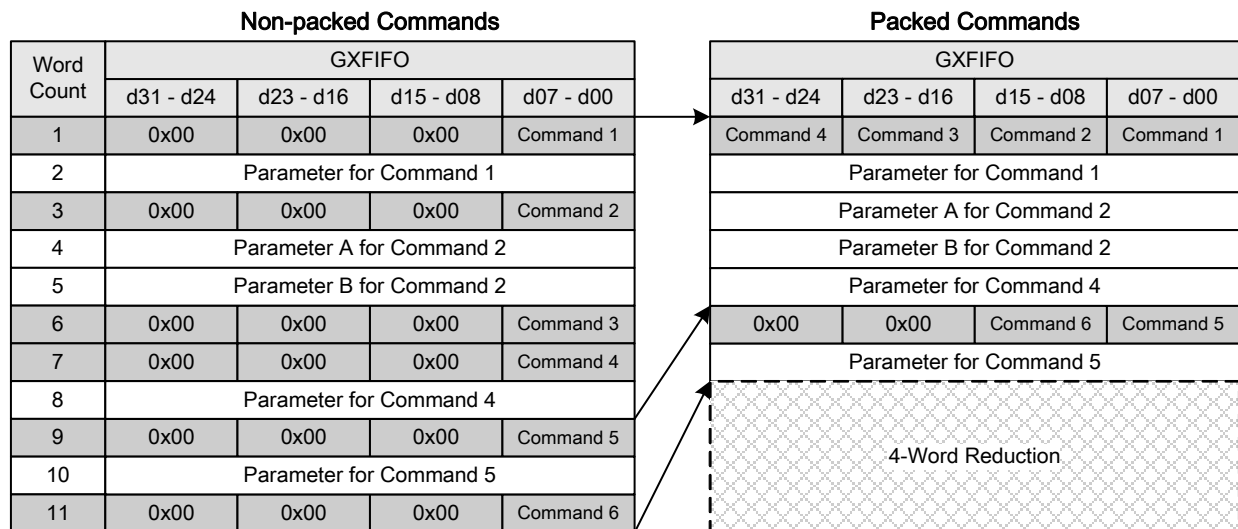 Non-packed Commands Packed Commands
Word Count GXFIFO GXFIFO
d31 - d24 d23 - d16 d15 - d08 d07 - d00 d31 - d24 d23 - d16 d15 - d08 d07 - d00
1 0x00 0x00 0x00 Command 1 Command 4 Command 3 Command 2 Command 1
2 Parameter for Command 1 Parameter for Command 1
3 0x00 0x00 0x00 Command 2 Parameter A for Command 2
4 Parameter A for Command 2 Parameter B for Command 2
5 Parameter B for Command 2 Parameter for Command 4
6 0x00 0x00 0x00 Command 3 0x00 0x00 Command 6 Command 5
7 0x00 0x00 0x00 Command 4 Parameter for Command 5
8 Parameter for Command 4
9 0x00 0x00 0x00 Command 5 4-Word Reduction
10 Parameter for Command 5
11 0x00 0x00 0x00 Command 6